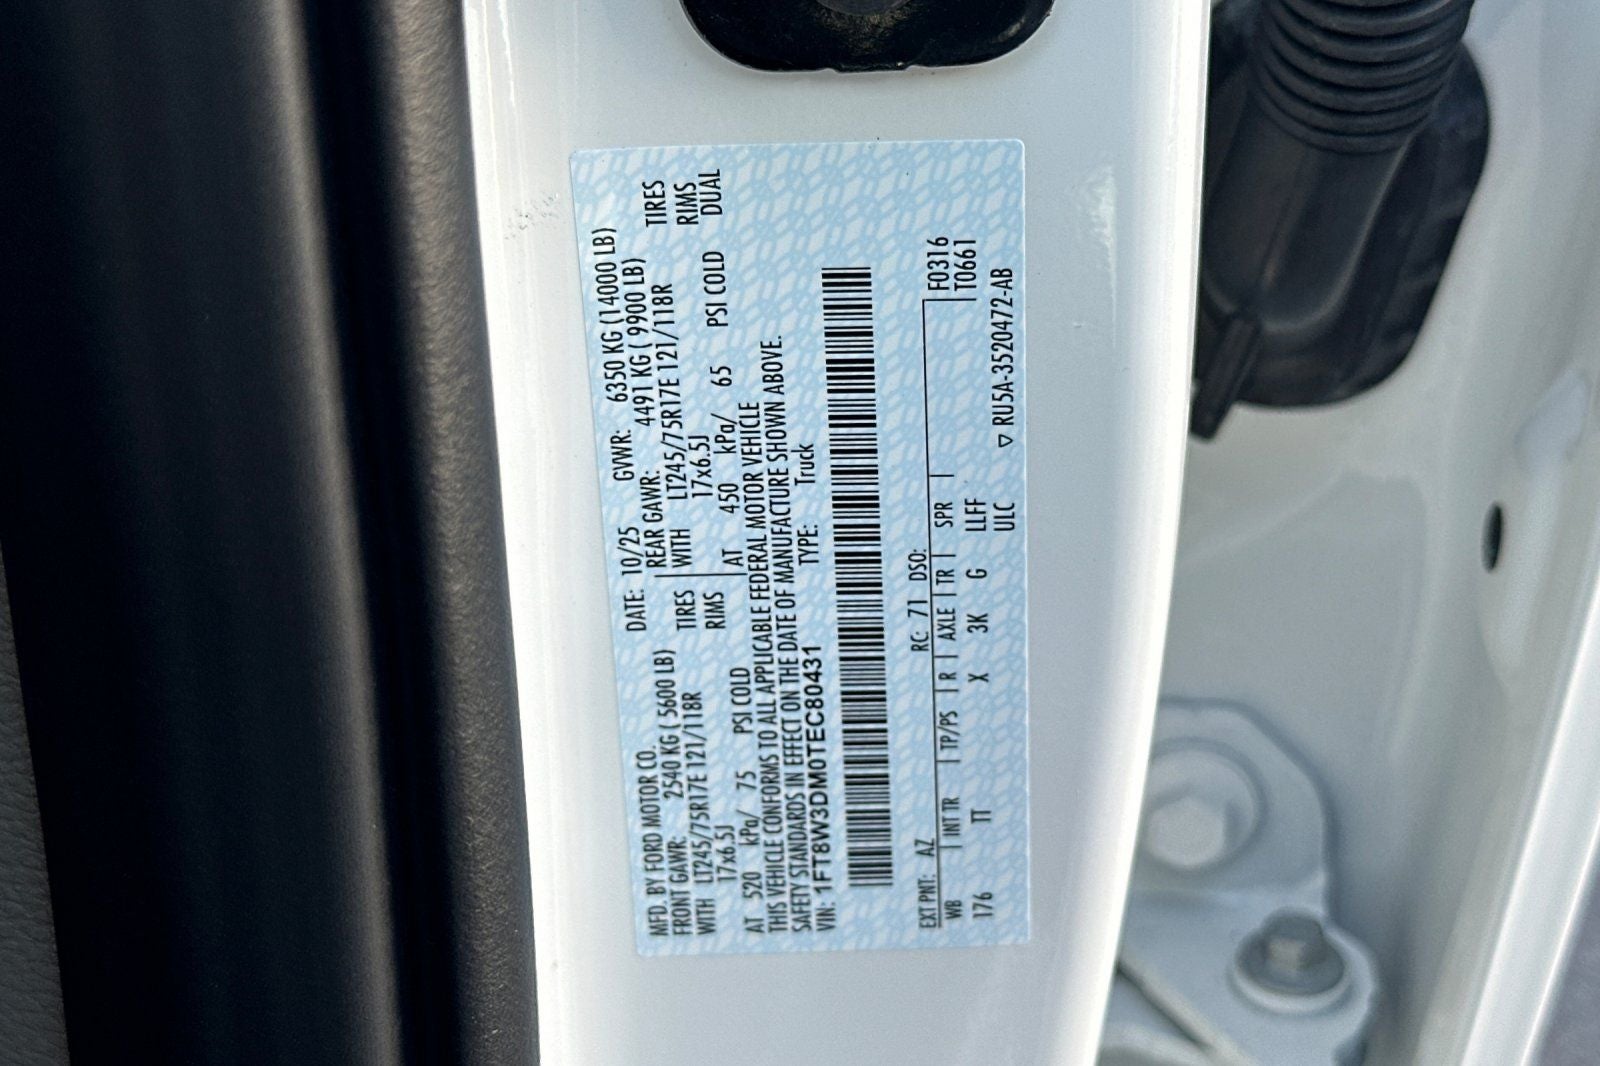 MFD. BY FORD MOTOR CO. DATE: 10/25 GVWR: 6350 KG (14000 LB)
FRONT GAWR: 2540 KG ( 5600 LB) REAR GAWR: 4491 KG ( 9900 LB)
WITH LT245/75R17E 121/118R TIRES WITH LT245/75R17E 121/118R TIRES
17x6.5J RIMS 17x6.5J RIMS
AT 520 kPa/ 75 PSI COLD AT 450 kPa/ 65 PSI COLD DUAL
THIS VEHICLE CONFORMS TO ALL APPLICABLE FEDERAL MOTOR VEHICLE
SAFETY STANDARDS IN EFFECT ON THE DATE OF MANUFACTURE SHOWN ABOVE.
VIN: 1FT8W3DM0TEC80431 TYPE: Truck
EXT PNT: AZ RC: 71 DSO: F0316
WB INT TR TP/PS R AXLE TR SPR T0661
176 TT X 3K G LLFF
ULC ▽ RU5A-3520472-AB